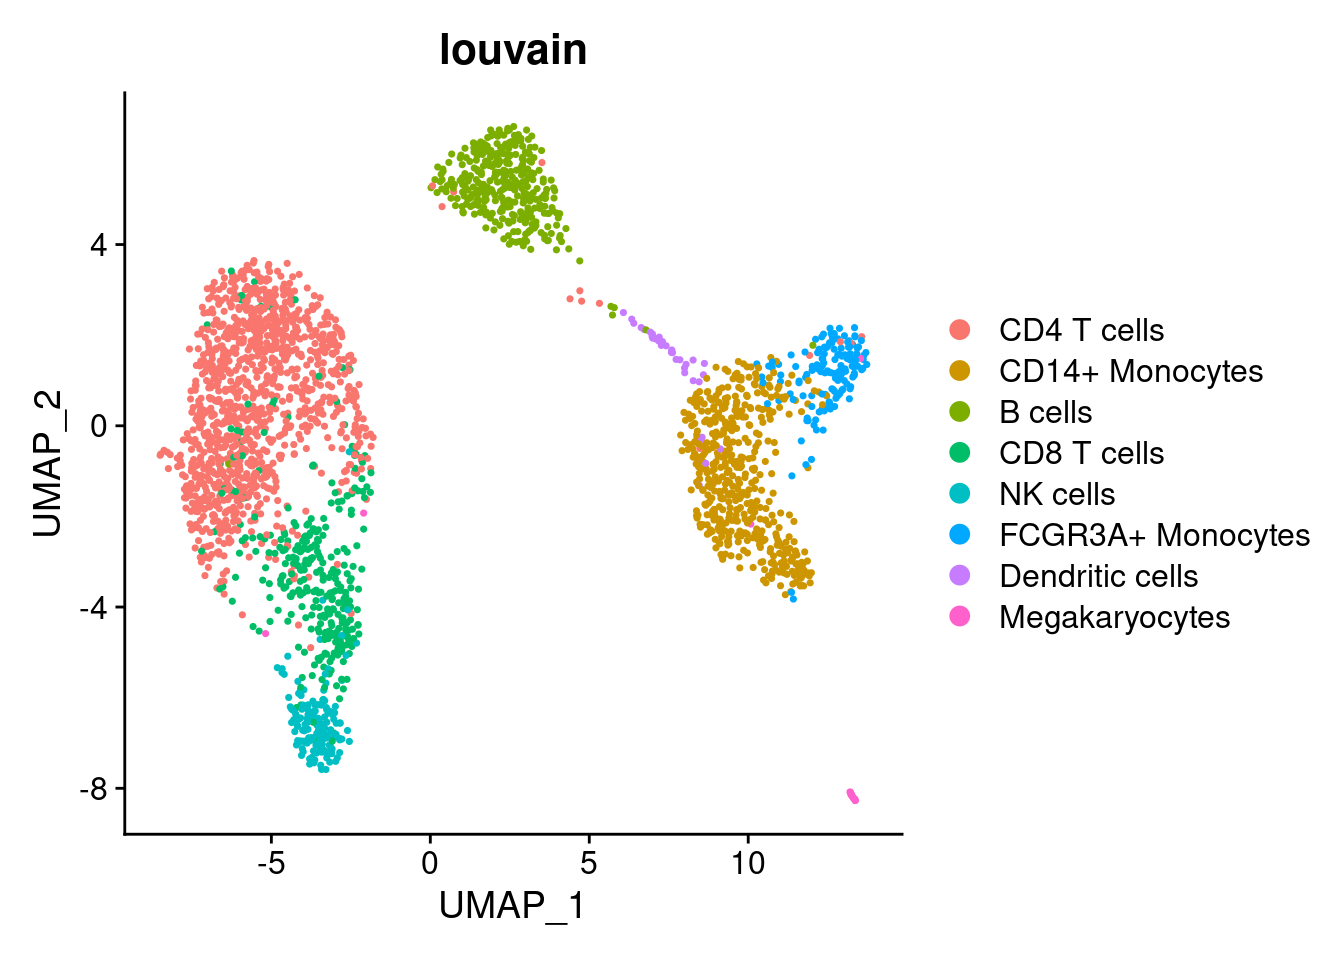 louvain
UMAP_2
4
0
-4
-8
-5
0
5
10
UMAP_1
CD4 T cells
CD14+ Monocytes
B cells
CD8 T cells
NK cells
FCGR3A+ Monocytes
Dendritic cells
Megakaryocytes